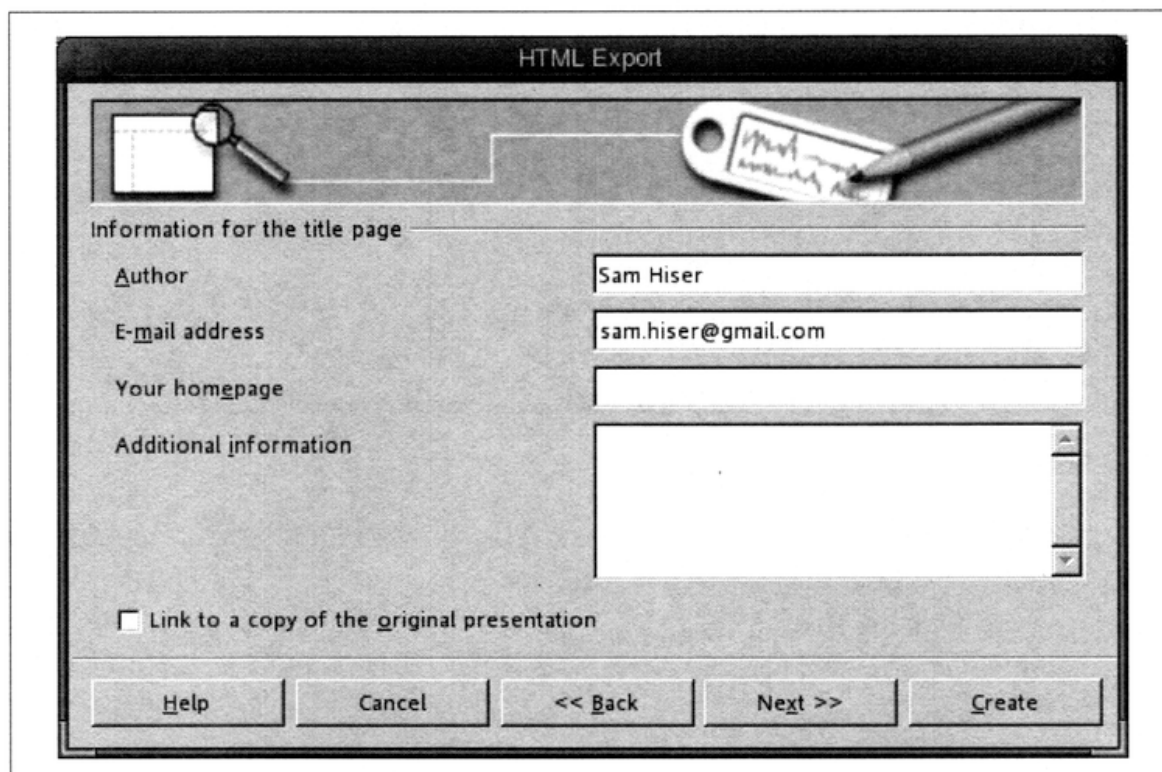 HTML Export
Information for the title page
Author
Sam Hiser
E-mail address
sam.hiser@gmail.com
Your homepage
Additional information
Link to a copy of the original presentation
Help
Cancel
<< Back
Next >>
Create